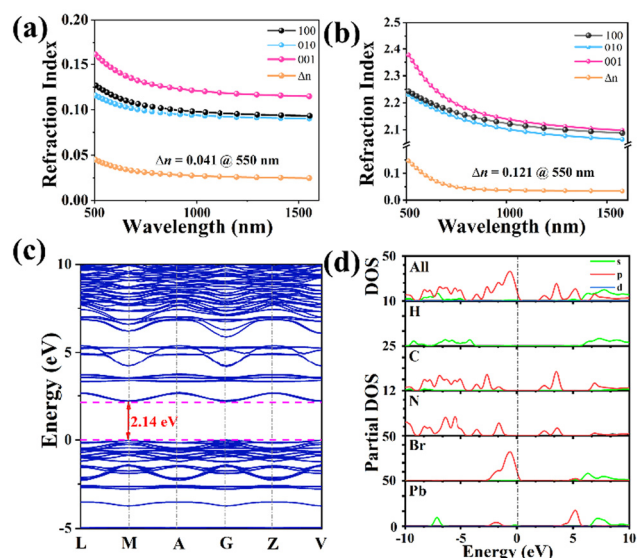 (a)
0.20
0.15
0.10
0.05
0.00
Refraction Index
100
010
001
Δn
Δn = 0.041 @ 550 nm
500
1000
1500
Wavelength (nm)
(b)
2.5
2.4
2.3
2.2
2.1
0.1
0.0
Refraction Index
100
010
001
Δn
Δn = 0.121 @ 550 nm
500
1000
1500
Wavelength (nm)
(c)
10
5
0
-5
Energy (eV)
2.14 eV
L
M
A
G
Z
V
(d)
50
10
25
12
50
50
0
DOS
Partial DOS
All
H
C
N
Br
Pb
s
p
d
-10
-5
0
5
10
Energy (eV)